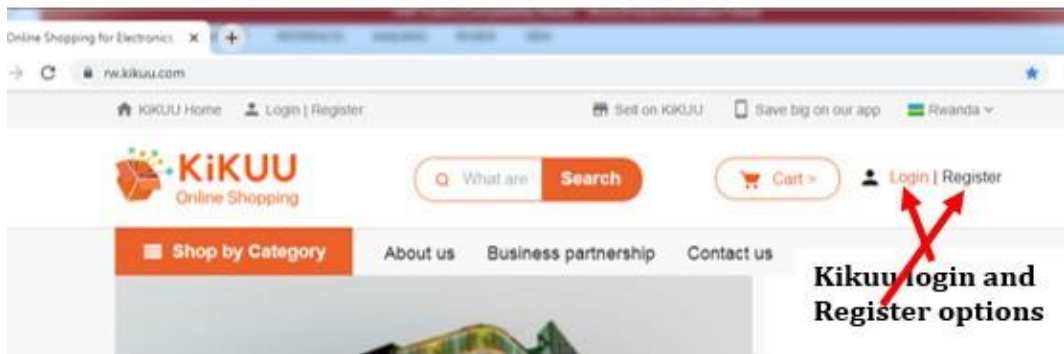 Online Shopping for Electronics
rw.kikuu.com
KiKUU Home Login | Register Sell on KiKUU Save big on our app Rwanda
KiKUU
Online Shopping
What are Search Cart > Login | Register
Shop by Category About us Business partnership Contact us
Kikuu login and
Register options